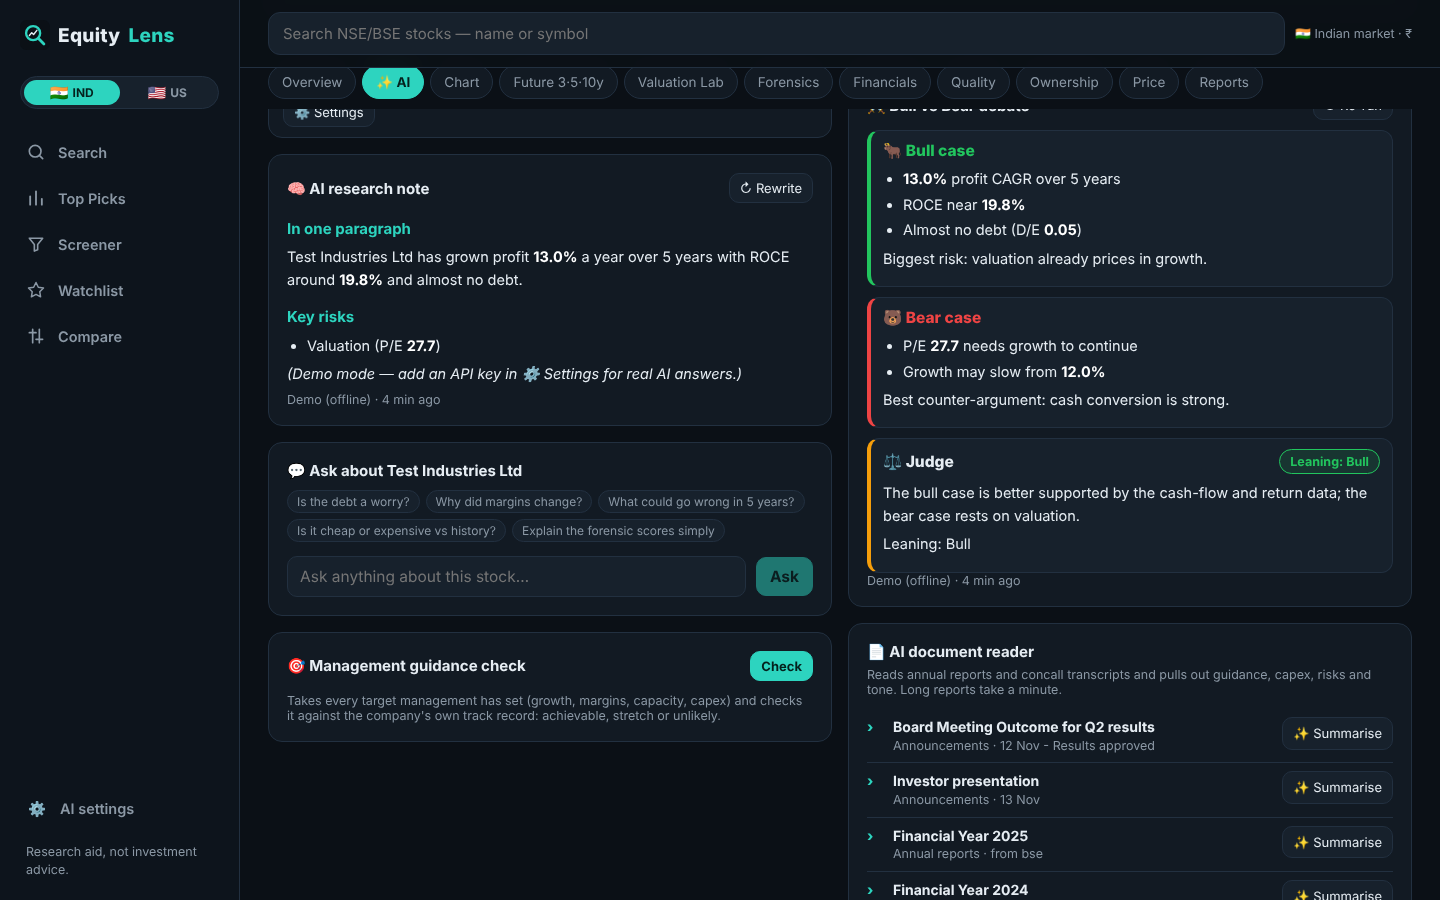 Equity Lens
IND
US
Search
Top Picks
Screener
Watchlist
Compare
AI settings
Research aid, not investment
advice.
Search NSE/BSE stocks — name or symbol
Indian market · ₹
Overview
AI
Chart
Future 3·5·10y
Valuation Lab
Forensics
Financials
Quality
Ownership
Price
Reports
Settings
AI research note
↻ Rewrite
In one paragraph
Test Industries Ltd has grown profit 13.0% a year over 5 years with ROCE
around 19.8% and almost no debt.
Key risks
• Valuation (P/E 27.7)
(Demo mode — add an API key in ⚙️ Settings for real AI answers.)
Demo (offline) · 4 min ago
Ask about Test Industries Ltd
Is the debt a worry?
Why did margins change?
What could go wrong in 5 years?
Is it cheap or expensive vs history?
Explain the forensic scores simply
Ask anything about this stock...
Ask
Management guidance check
Check
Takes every target management has set (growth, margins, capacity, capex) and checks
it against the company's own track record: achievable, stretch or unlikely.
Bull case
• 13.0% profit CAGR over 5 years
• ROCE near 19.8%
• Almost no debt (D/E 0.05)
Biggest risk: valuation already prices in growth.
Bear case
• P/E 27.7 needs growth to continue
• Growth may slow from 12.0%
Best counter-argument: cash conversion is strong.
Judge
Leaning: Bull
The bull case is better supported by the cash-flow and return data; the
bear case rests on valuation.
Leaning: Bull
Demo (offline) · 4 min ago
AI document reader
Reads annual reports and concall transcripts and pulls out guidance, capex, risks and
tone. Long reports take a minute.
› Board Meeting Outcome for Q2 results
Announcements · 12 Nov - Results approved
Summarise
› Investor presentation
Announcements · 13 Nov
Summarise
› Financial Year 2025
Annual reports · from bse
Summarise
› Financial Year 2024
Summarise